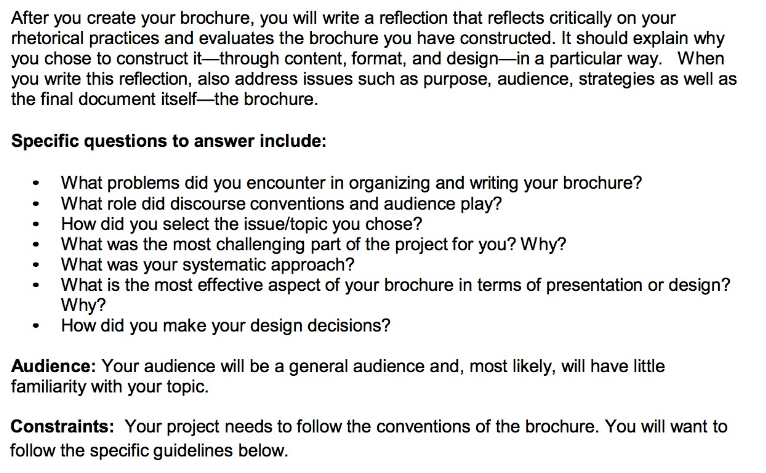 After you create your brochure, you will write a reflection that reflects critically on your
rhetorical practices and evaluates the brochure you have constructed. It should explain why
you chose to construct it—through content, format, and design—in a particular way.   When
you write this reflection, also address issues such as purpose, audience, strategies as well as
the final document itself—the brochure.
Specific questions to answer include:
• What problems did you encounter in organizing and writing your brochure?
• What role did discourse conventions and audience play?
• How did you select the issue/topic you chose?
• What was the most challenging part of the project for you? Why?
• What was your systematic approach?
• What is the most effective aspect of your brochure in terms of presentation or design?
Why?
• How did you make your design decisions?
Audience: Your audience will be a general audience and, most likely, will have little
familiarity with your topic.
Constraints:  Your project needs to follow the conventions of the brochure. You will want to
follow the specific guidelines below.